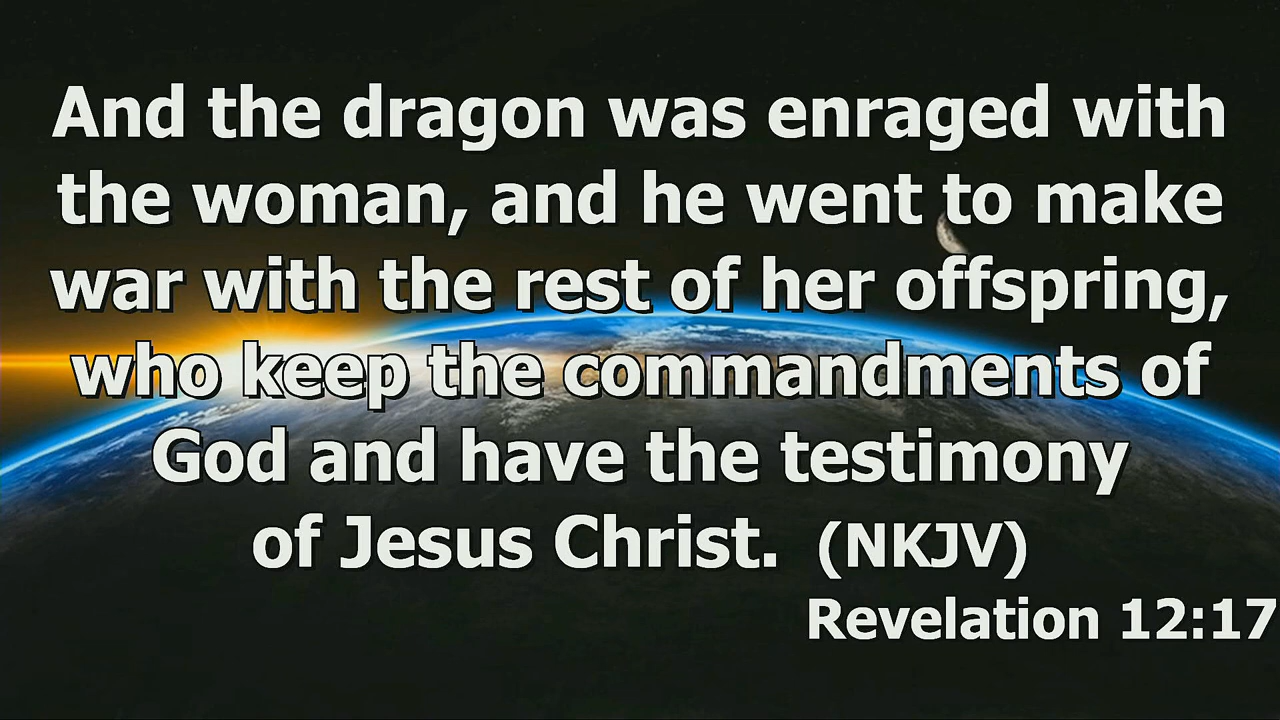 And the dragon was enraged with
the woman, and he went to make
war with the rest of her offspring,
who keep the commandments of
God and have the testimony
of Jesus Christ. (NKJV)
Revelation 12:17